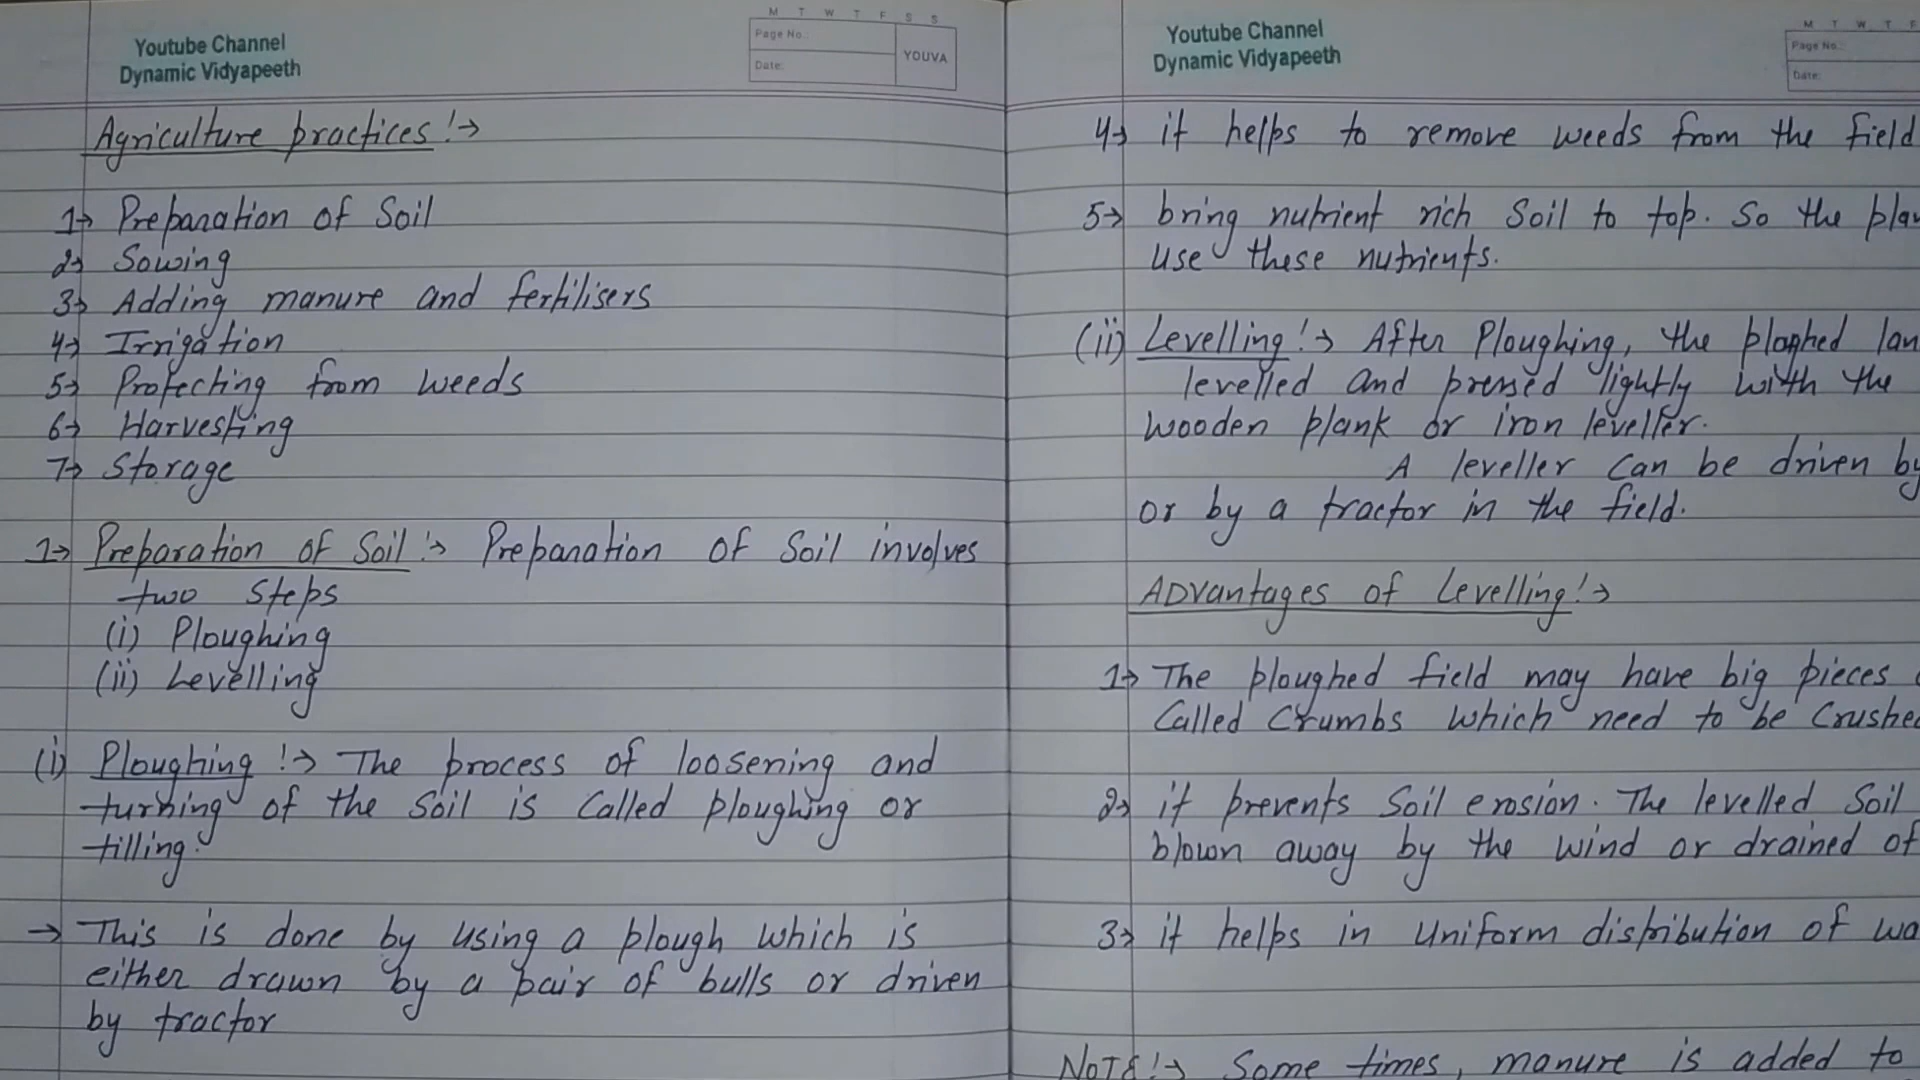 Youtube Channel
Dynamic Vidyapeeth
M T W T F S S
Page No.:
Date:
YOUVA
Agriculture practices !→
1→ Preparation of Soil
2→ Sowing
3→ Adding manure and fertilisers
4→ Irrigation
5→ Protecting from weeds
6→ Harvesting
7→ Storage
1→ Preparation of Soil !→ Preparation of Soil involves
two Steps
(i) Ploughing
(ii) Levelling
(i) Ploughing !→ The process of loosening and
turning of the Soil is Called ploughing or
tilling.
→ This is done by using a plough which is
either drawn by a pair of bulls or driven
by tractor
Youtube Channel
Dynamic Vidyapeeth
M T W T F
Page No.:
Date:
4→ it helps to remove weeds from the field
5→ bring nutrient rich Soil to top. So the
use these nutrients.
(ii) Levelling !→ After Ploughing, the ploghed
levelled and pressed lightly with the
wooden plank or iron leveller.
A leveller Can be driven by
or by a tractor in the field.
ADvantages of Levelling !→
1→ The ploughed field may have big pieces
Called Crumbs which need to be Crushed
2→ it prevents Soil erosion. The levelled Soil
blown away by the wind or drained of
3→ it helps in Uniform distribution of
NOTE !→ Some times, manure is added to